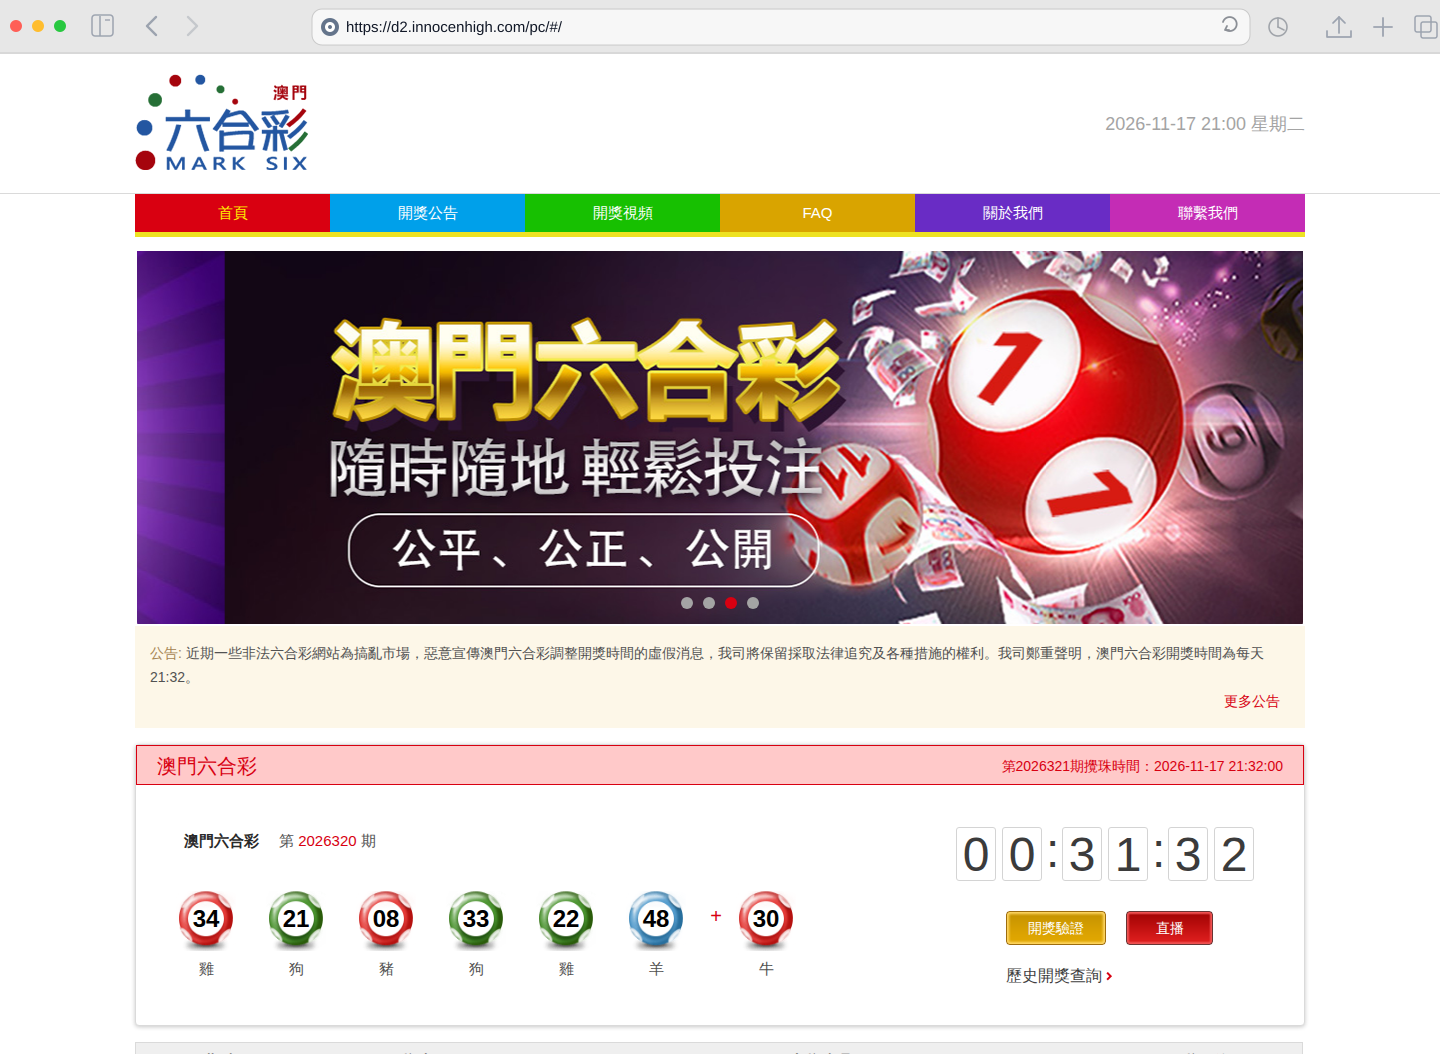 https://d2.innocenhigh.com/pc/#/
澳門
六合彩
MARK SIX
2026-11-17 21:00 星期二
首頁 開獎公告 開獎視頻 FAQ 關於我們 聯繫我們
澳門六合彩
隨時隨地 輕鬆投注
公平、公正、公開
1
1
公告: 近期一些非法六合彩網站為搞亂市場，惡意宣傳澳門六合彩調整開獎時間的虛假消息，我司將保留採取法律追究及各種措施的權利。我司鄭重聲明，澳門六合彩開獎時間為每天
21:32。
更多公告
澳門六合彩 第2026321期攪珠時間：2026-11-17 21:32:00
澳門六合彩 第 2026320 期
00:31:32
34 21 08 33 22 48 + 30
雞 狗 豬 狗 雞 羊 牛
開獎驗證 直播
歷史開獎查詢